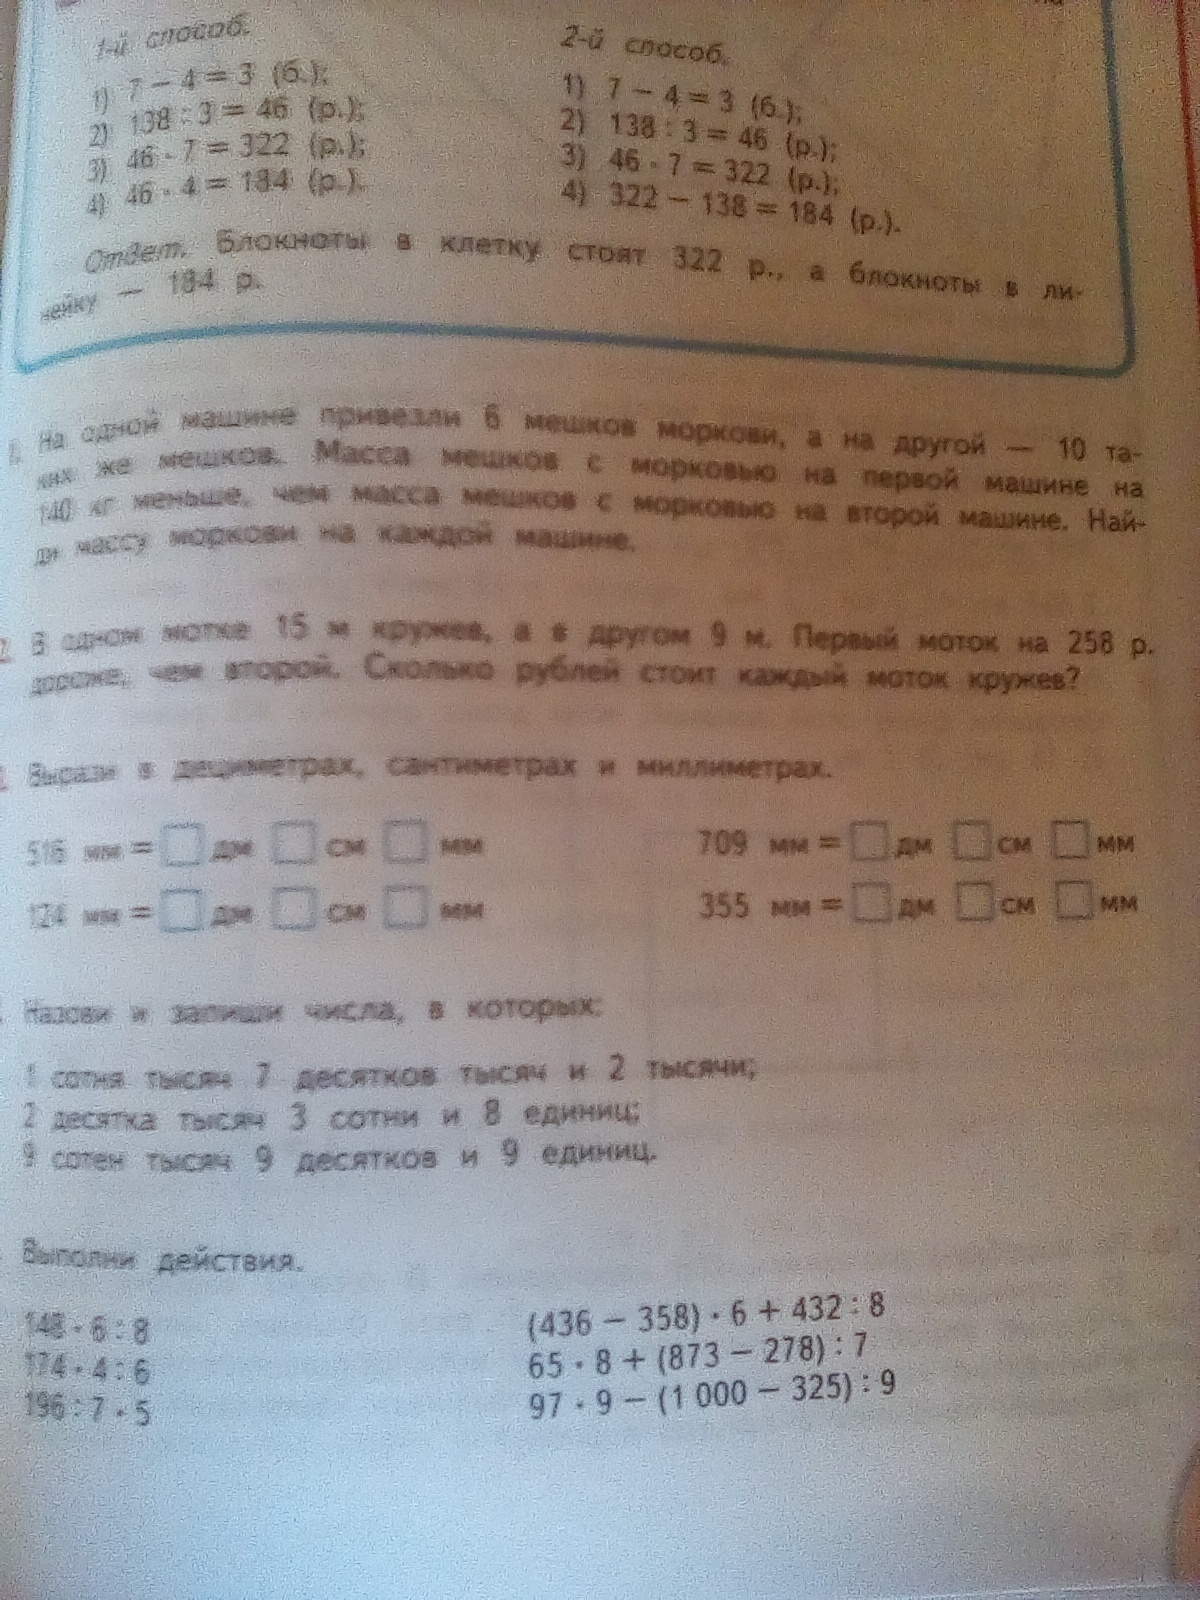 1-й способ.
1) 7 − 4 = 3 (б.);
2) 138 : 3 = 46 (р.);
3) 46 · 7 = 322 (р.);
4) 46 · 4 = 184 (р.).
2-й способ.
1) 7 − 4 = 3 (б.);
2) 138 : 3 = 46 (р.);
3) 46 · 7 = 322 (р.);
4) 322 − 138 = 184 (р.).
Ответ. Блокноты в клетку стоят 322 р., а блокноты в ли-
нейку — 184 р.
На одной машине привезли 6 мешков моркови, а на другой — 10 та-
ких же мешков. Масса мешков с морковью на первой машине на
140 кг меньше, чем масса мешков с морковью на второй машине. Най-
ди массу моркови на каждой машине.
В одном мотке 15 м кружев, а в другом 9 м. Первый моток на 258 р.
дороже, чем второй. Сколько рублей стоит каждый моток кружев?
Вырази в дециметрах, сантиметрах и миллиметрах.
516 мм = дм см мм 709 мм = дм см мм
124 мм = дм см мм 355 мм = дм см мм
Назови и запиши числа, в которых:
1 сотня тысяч 7 десятков тысяч и 2 тысячи;
2 десятка тысяч 3 сотни и 8 единиц;
9 сотен тысяч 9 десятков и 9 единиц.
Выполни действия.
148 · 6 : 8 (436 − 358) · 6 + 432 : 8
174 · 4 : 6 65 · 8 + (873 − 278) : 7
196 : 7 · 5 97 · 9 − (1 000 − 325) : 9